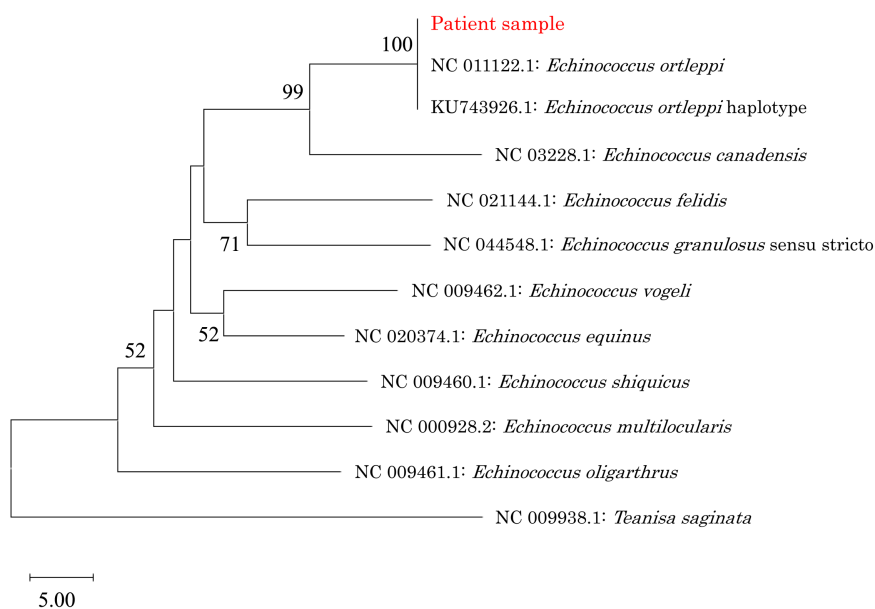 Patient sample
100
NC 011122.1: Echinococcus ortleppi
99
KU743926.1: Echinococcus ortleppi haplotype
NC 03228.1: Echinococcus canadensis
NC 021144.1: Echinococcus felidis
71
NC 044548.1: Echinococcus granulosus sensu stricto
NC 009462.1: Echinococcus vogeli
52
NC 020374.1: Echinococcus equinus
52
NC 009460.1: Echinococcus shiquicus
NC 000928.2: Echinococcus multilocularis
NC 009461.1: Echinococcus oligarthrus
NC 009938.1: Teanisa saginata
5.00